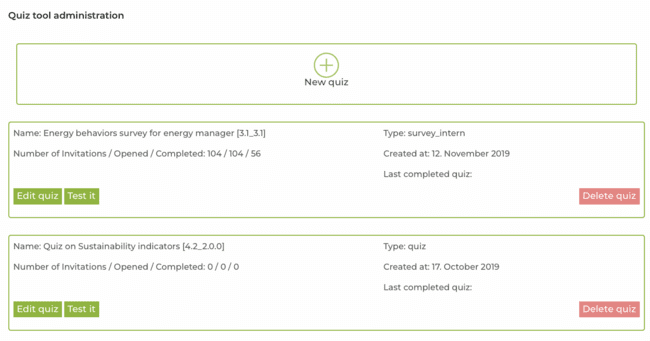 Quiz tool administration
New quiz
Name: Energy behaviors survey for energy manager [3.1_3.1]
Type: survey_intern
Number of Invitations / Opened / Completed: 104 / 104 / 56
Created at: 12. November 2019
Last completed quiz:
Edit quiz Test it Delete quiz
Name: Quiz on Sustainability indicators [4.2_2.0.0]
Type: quiz
Number of Invitations / Opened / Completed: 0 / 0 / 0
Created at: 17. October 2019
Last completed quiz:
Edit quiz Test it Delete quiz